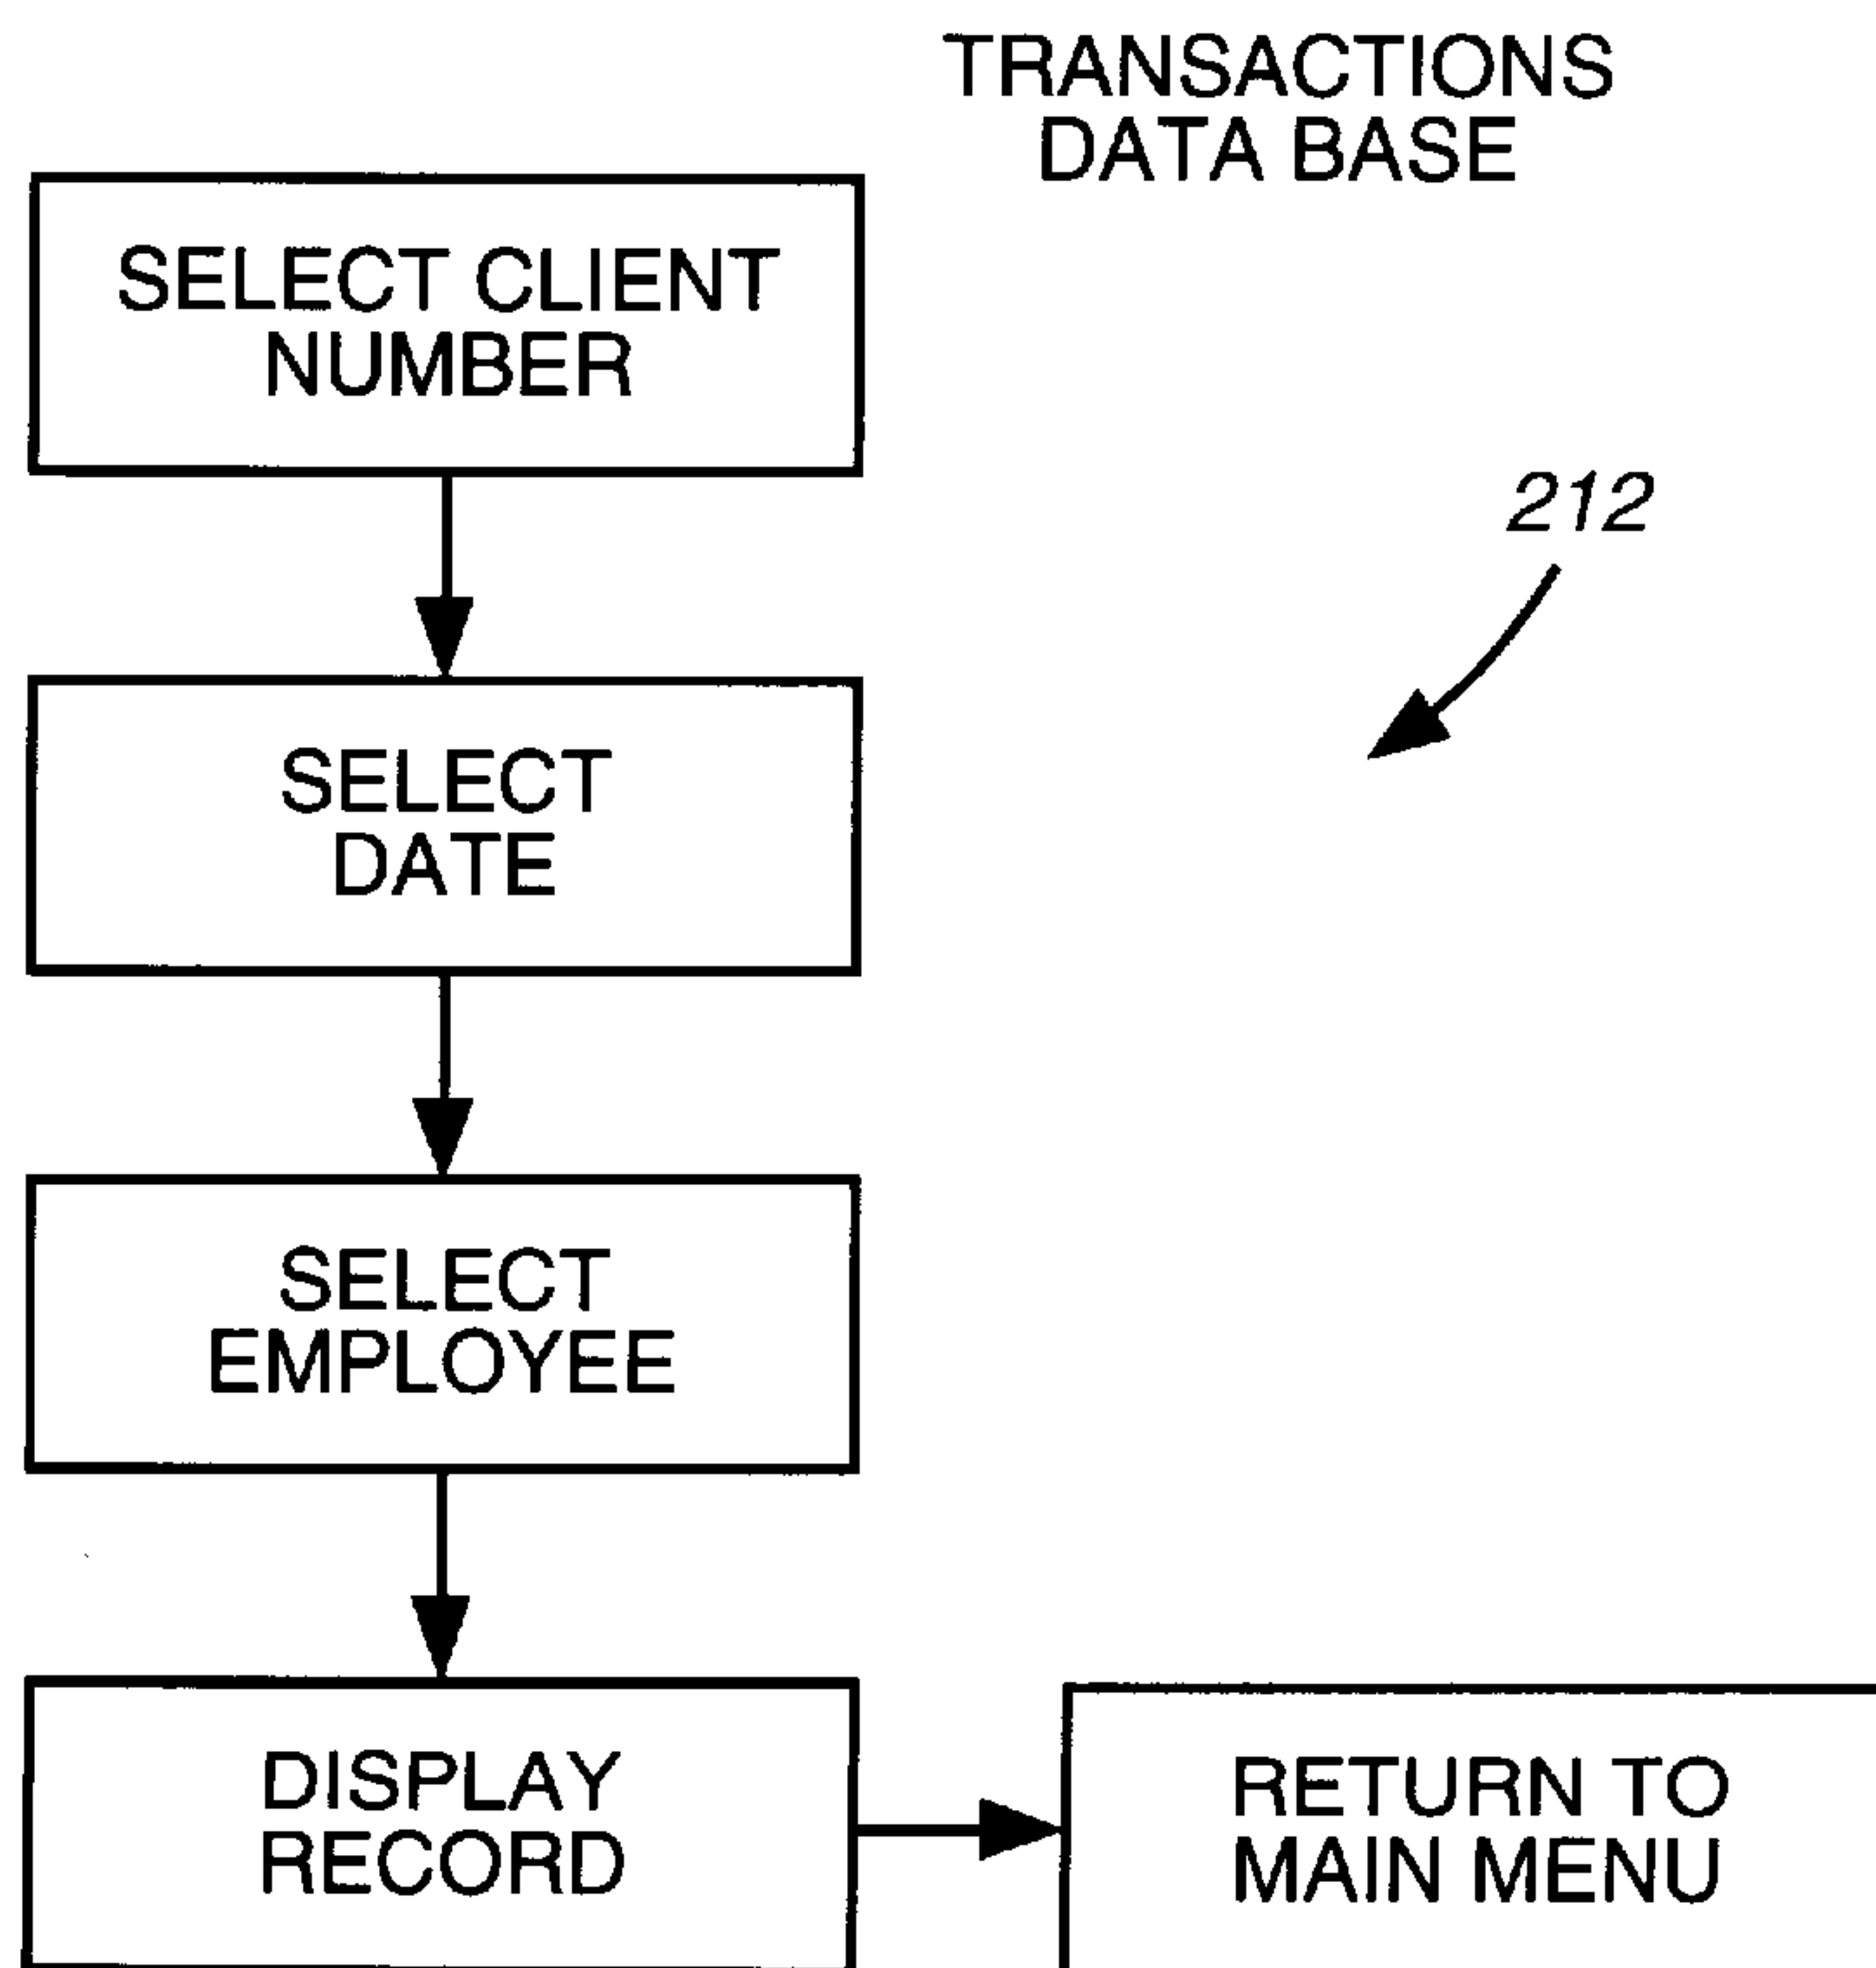 TRANSACTIONS
DATA BASE
SELECT CLIENT
NUMBER
212
SELECT
DATE
SELECT
EMPLOYEE
DISPLAY
RECORD
RETURN TO
MAIN MENU